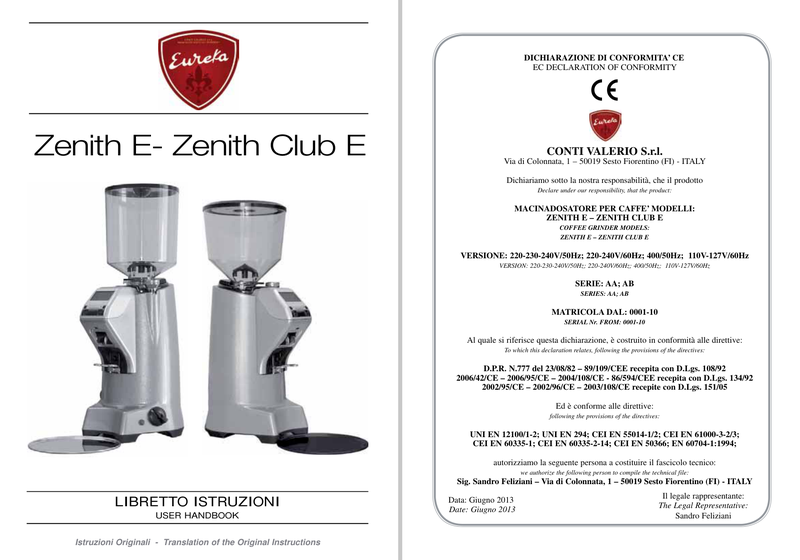 Eureka
Zenith E- Zenith Club E
LIBRETTO ISTRUZIONI
USER HANDBOOK
Istruzioni Originali - Translation of the Original Instructions
DICHIARAZIONE DI CONFORMITA' CE
EC DECLARATION OF CONFORMITY
CE
Eureka
CONTI VALERIO S.r.l.
Via di Colonnata, 1 – 50019 Sesto Fiorentino (FI) - ITALY
Dichiariamo sotto la nostra responsabilità, che il prodotto
Declare under our responsibility, that the product:
MACINADOSATORE PER CAFFE' MODELLI:
ZENITH E – ZENITH CLUB E
COFFEE GRINDER MODELS:
ZENITH E – ZENITH CLUB E
VERSIONE: 220-230-240V/50Hz; 220-240V/60Hz; 400/50Hz; 110V-127V/60Hz
VERSION: 220-230-240V/50Hz; 220-240V/60Hz; 400/50Hz; 110V-127V/60Hz
SERIE: AA; AB
SERIES: AA; AB
MATRICOLA DAL: 0001-10
SERIAL Nr. FROM: 0001-10
Al quale si riferisce questa dichiarazione, è costruito in conformità alle direttive:
To which this declaration relates, following the provisions of the directives:
D.P.R. N.777 del 23/08/82 – 89/109/CEE recepita con D.Lgs. 108/92
2006/42/CE – 2006/95/CE – 2004/108/CE - 86/594/CEE recepita con D.Lgs. 134/92
2002/95/CE – 2002/96/CE – 2003/108/CE recepite con D.Lgs. 151/05
Ed è conforme alle direttive:
following the provisions of the directives:
UNI EN 12100/1-2; UNI EN 294; CEI EN 55014-1/2; CEI EN 61000-3-2/3;
CEI EN 60335-1; CEI EN 60335-2-14; CEI EN 50366; EN 60704-1:1994;
autorizziamo la seguente persona a costituire il fascicolo tecnico:
we authorize the following person to compile the technical file:
Sig. Sandro Feliziani – Via di Colonnata, 1 – 50019 Sesto Fiorentino (FI) - ITALY
Data: Giugno 2013
Date: Giugno 2013
Il legale rappresentante:
The Legal Representative:
Sandro Feliziani